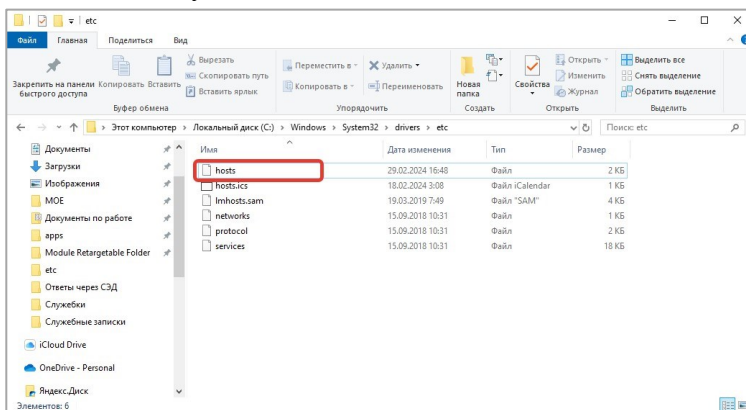 etc
Файл Главная Поделиться Вид
Закрепить на панели быстрого доступа
Копировать
Вставить
Вырезать
Скопировать путь
Вставить ярлык
Буфер обмена
Переместить в
Копировать в
Удалить
Переименовать
Упорядочить
Новая папка
Создать
Свойства
Открыть
Изменить
Журнал
Открыть
Выделить все
Снять выделение
Обратить выделение
Выделить
Этот компьютер > Локальный диск (C:) > Windows > System32 > drivers > etc
Поиск: etc
Имя Дата изменения Тип Размер
hosts 29.02.2024 16:48 Файл 2 КБ
hosts.ics 18.02.2024 3:08 Файл iCalendar 1 КБ
lmhosts.sam 19.03.2019 7:49 Файл "SAM" 4 КБ
networks 15.09.2018 10:31 Файл 1 КБ
protocol 15.09.2018 10:31 Файл 2 КБ
services 15.09.2018 10:31 Файл 18 КБ
Документы
Загрузки
Изображения
МОЕ
Документы по работе
apps
Module Retargetable Folder
etc
Ответы через СЭД
Служебки
Служебные записки
iCloud Drive
OneDrive - Personal
Яндекс.Диск
Элементов: 6